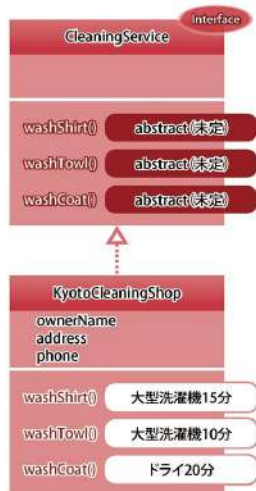 Interface
CleaningService
washShirt() abstract(未定)
washTowl() abstract(未定)
washCoat() abstract(未定)
KyotoCleaningShop
ownerName
address
phone
washShirt() 大型洗濯機15分
washTowl() 大型洗濯機10分
washCoat() ドライ20分